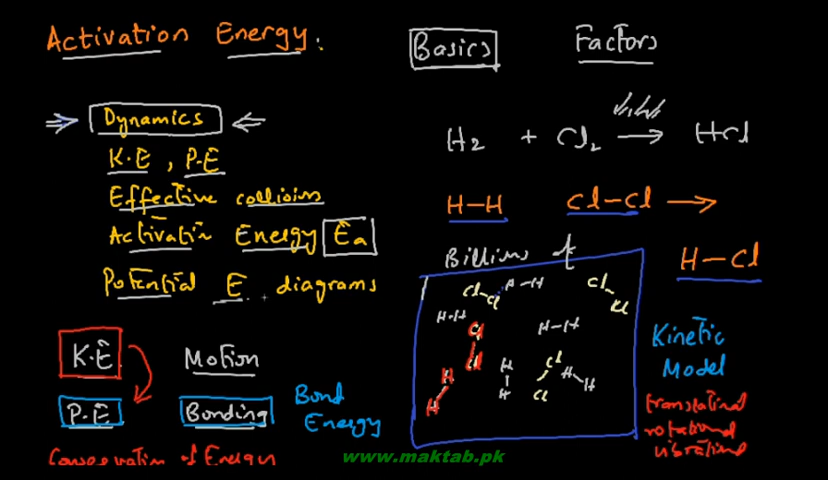 Activation Energy:
Basics
Factors
Dynamics
K.E, P.E
Effective collisions
Activation Energy Ea
Potential E diagrams
H2 + Cl2 → HCl
H-H Cl-Cl →
H-Cl
Billions of
Cl-Cl H-H Cl-Cl
H-H Cl-Cl H-H
H-H H-H Cl-Cl H-H
Kinetic
Model
translational
rotational
vibrational
K.E Motion
P.E Bonding
Bond
Energy
Conservation of Energy
www.maktab.pk